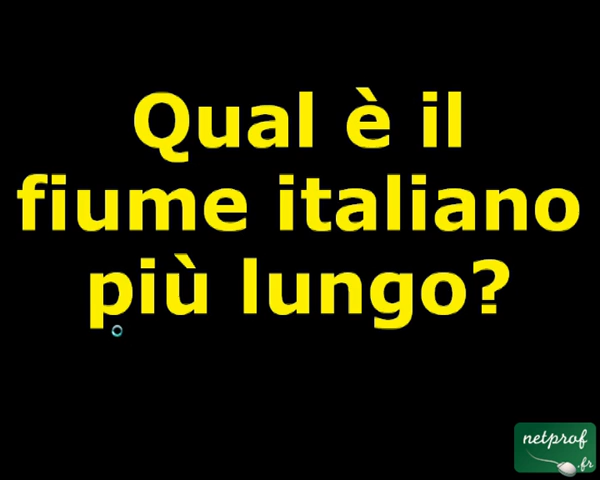 Qual è il
fiume italiano
più lungo?
netprof
.fr